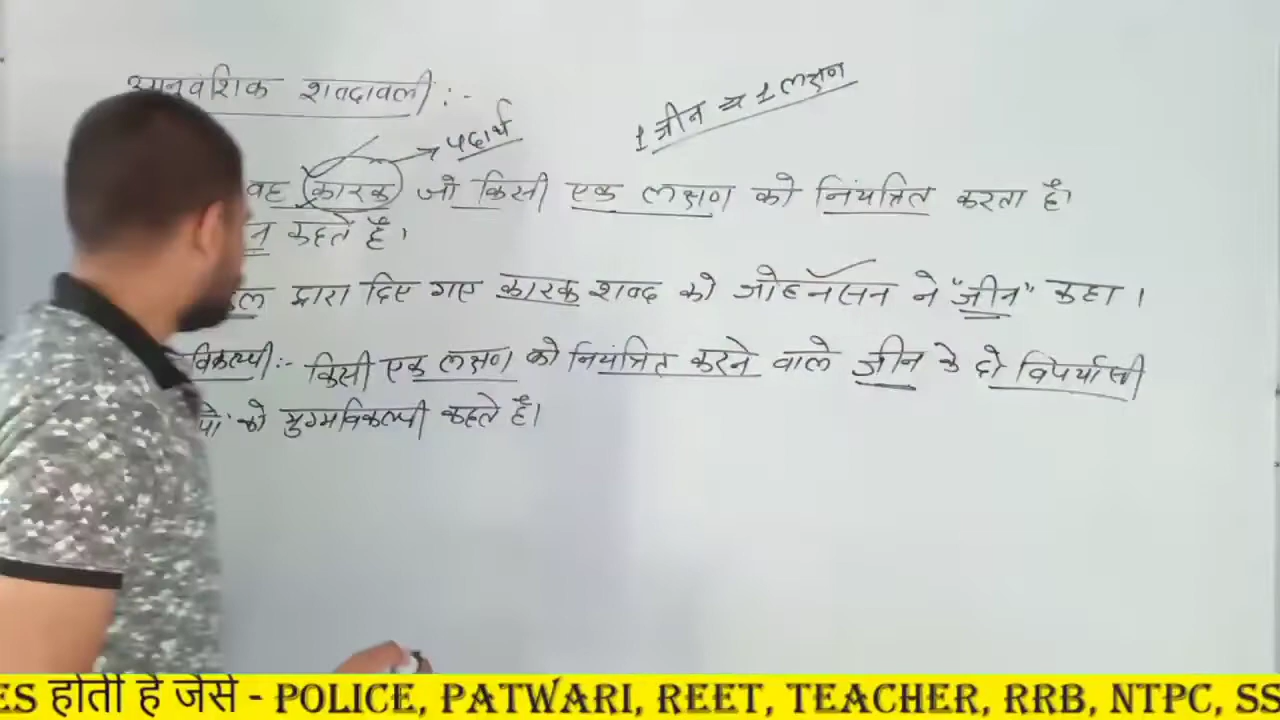 आनुवंशिक शब्दावली :-
1 जीन = 1 लक्षण
→ पदार्थ
वह कारक जो किसी एक लक्षण को नियंत्रित करता है।
कहते है।
द्वारा दिए गए कारक शब्द को जोहनसन ने "जीन" कहा।
विकल्पी :- किसी एक लक्षण को नियंत्रित करने वाले जीन के दो विपर्यासी
को युग्मविकल्पी कहते है।
ES होती है जैसे - POLICE, PATWARI, REET, TEACHER, RRB, NTPC, SS